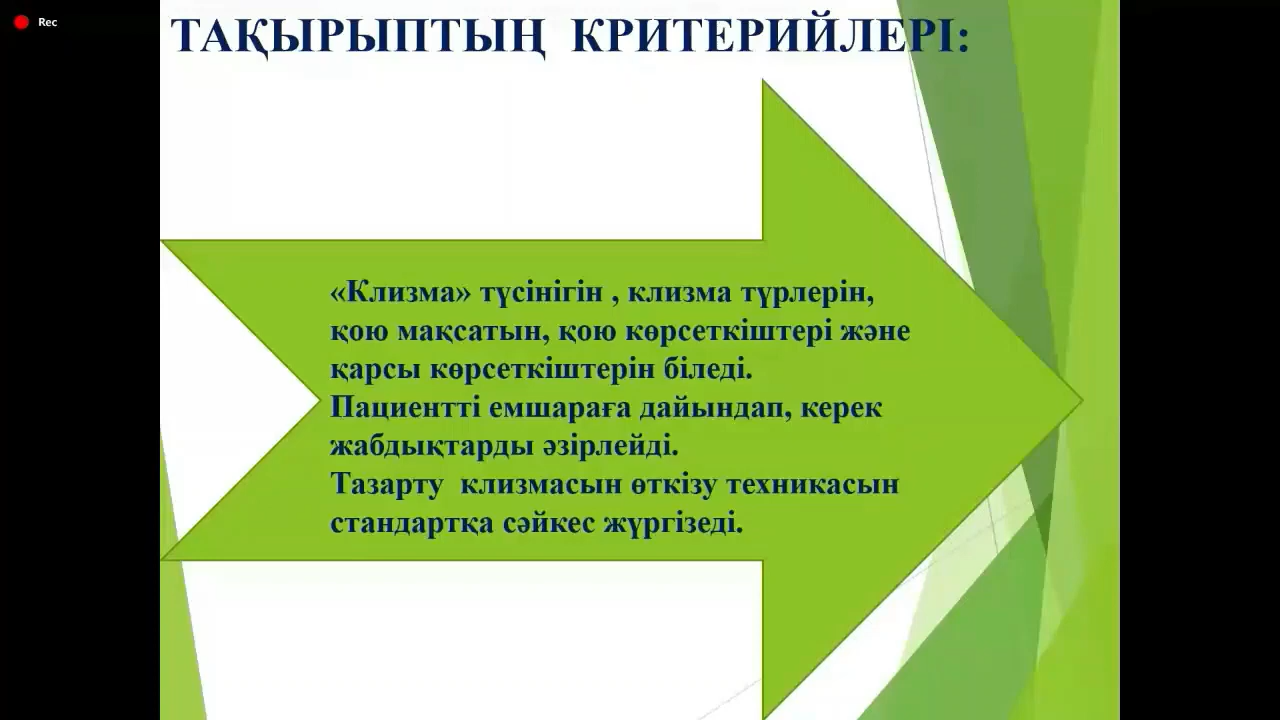 Rec
ТАҚЫРЫПТЫҢ КРИТЕРИЙЛЕРІ:
«Клизма» түсінігін , клизма түрлерін,
қою мақсатын, қою көрсеткіштері және
қарсы көрсеткіштерін біледі.
Пациентті емшараға дайындап, керек
жабдықтарды әзірлейді.
Тазарту клизмасын өткізу техникасын
стандартқа сәйкес жүргізеді.